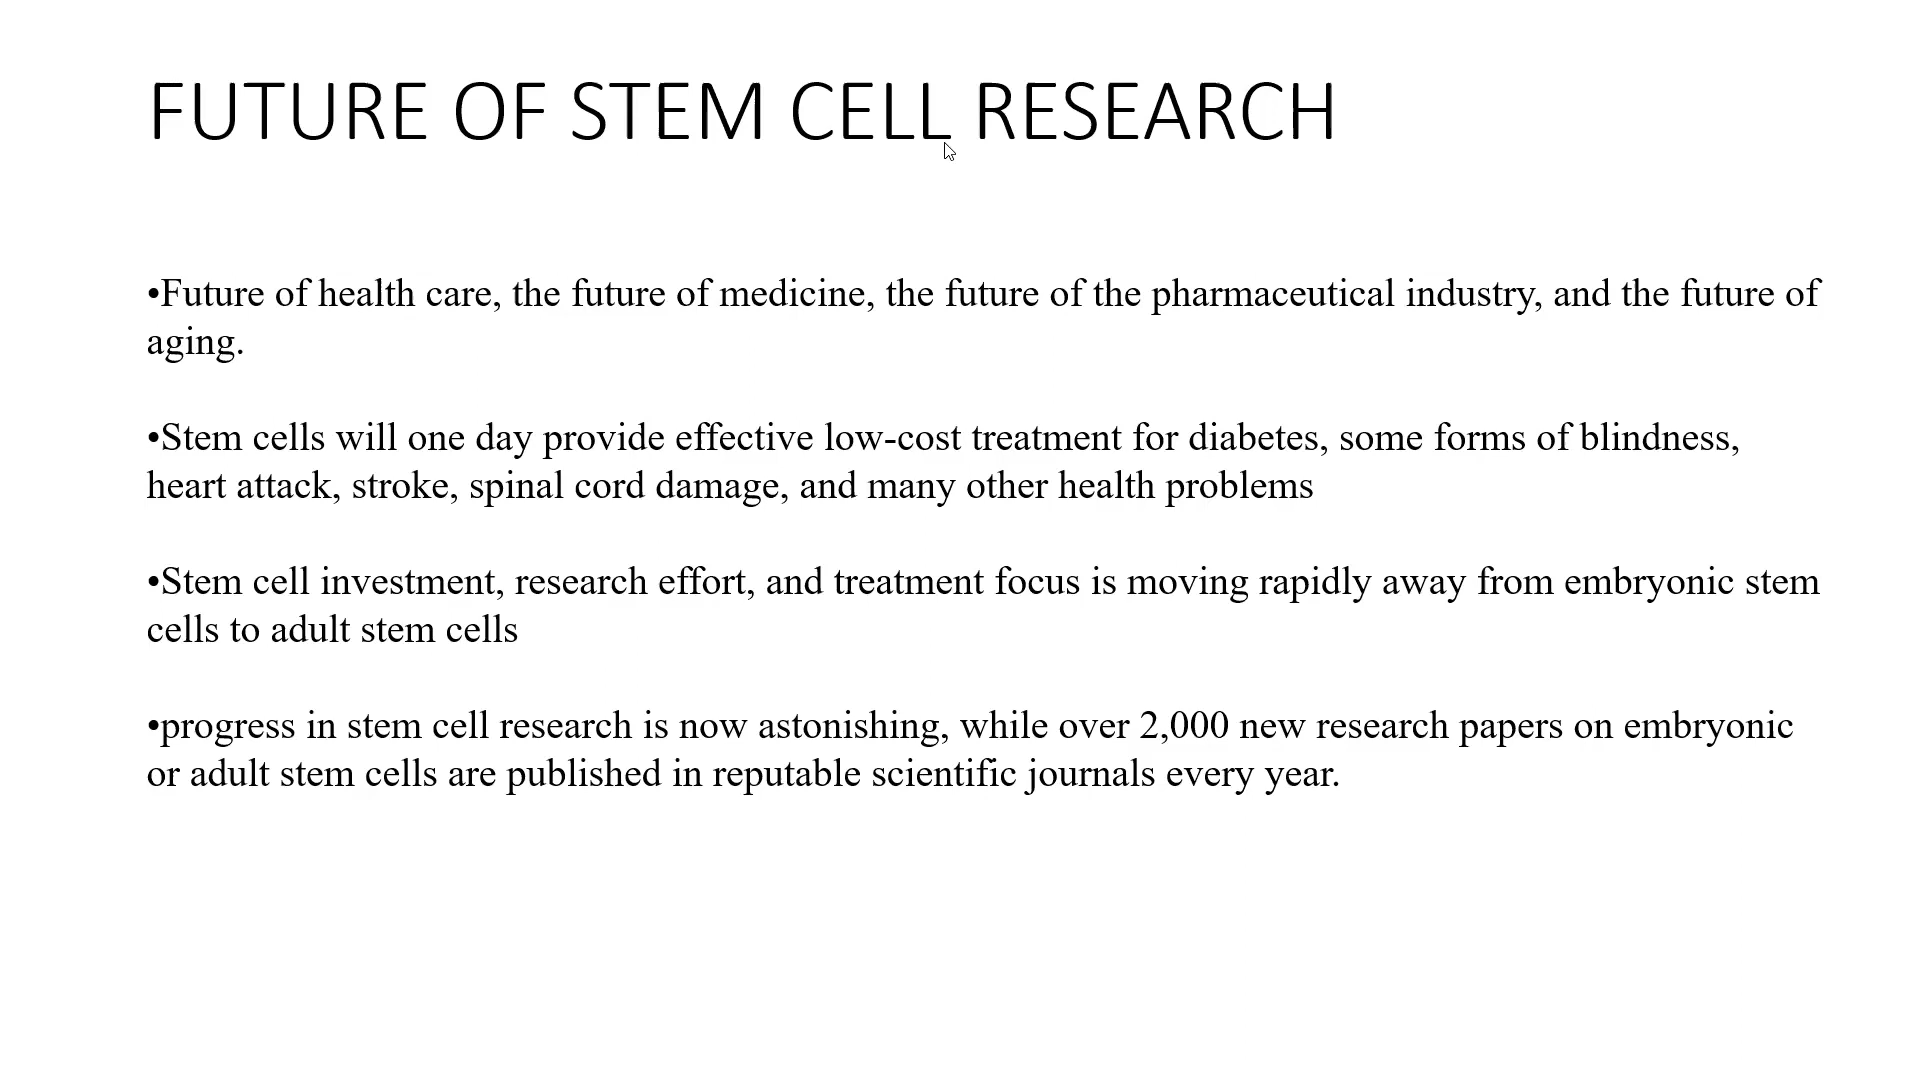 FUTURE OF STEM CELL RESEARCH
•Future of health care, the future of medicine, the future of the pharmaceutical industry, and the future of
aging.
•Stem cells will one day provide effective low-cost treatment for diabetes, some forms of blindness,
heart attack, stroke, spinal cord damage, and many other health problems
•Stem cell investment, research effort, and treatment focus is moving rapidly away from embryonic stem
cells to adult stem cells
•progress in stem cell research is now astonishing, while over 2,000 new research papers on embryonic
or adult stem cells are published in reputable scientific journals every year.